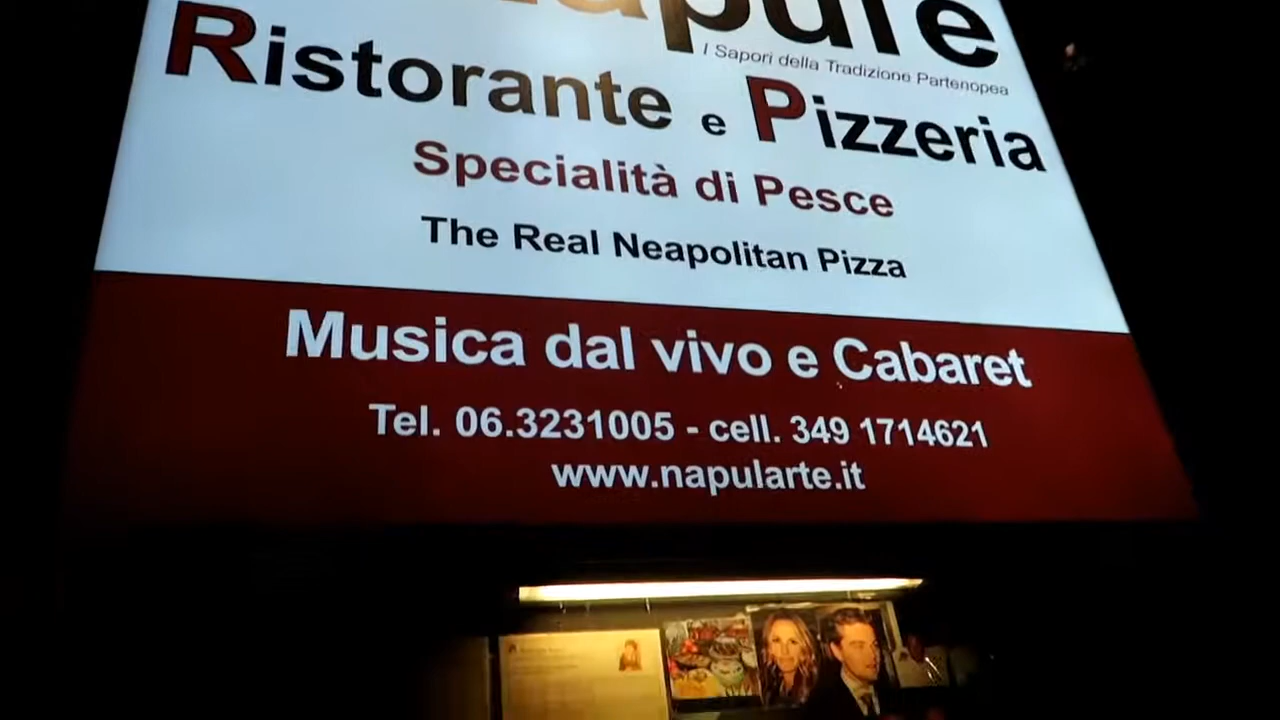 I Sapori della Tradizione Partenopea
Ristorante e Pizzeria
Specialità di Pesce
The Real Neapolitan Pizza
Musica dal vivo e Cabaret
Tel. 06.3231005 - cell. 349 1714621
www.napularte.it